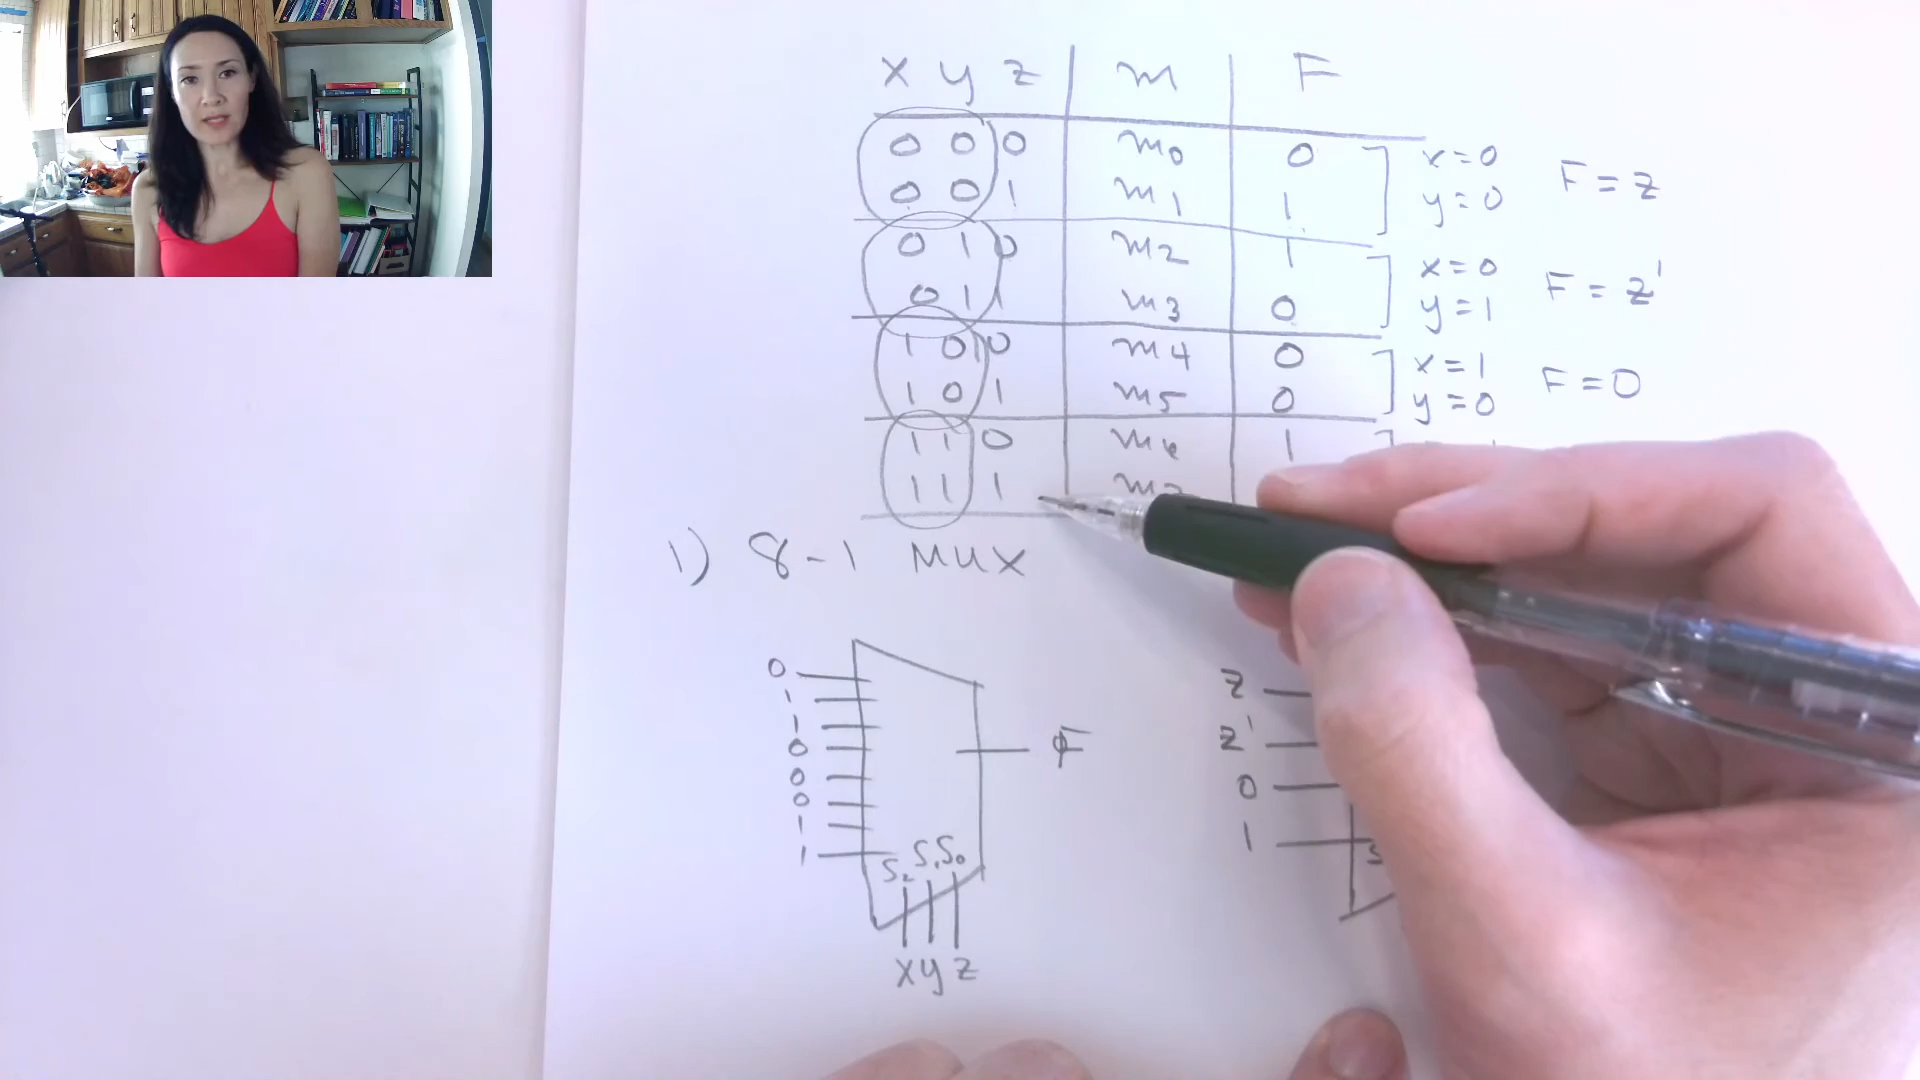 x y z m F
0 0 0 m0 0
0 0 1 m1 1
0 1 0 m2 1
0 1 1 m3 0
1 0 0 m4 0
1 0 1 m5 0
1 1 0 m6 1
1 1 1
x=0
y=0
F=z
x=0
y=1
F=z'
x=1
y=0
F=0
1) 8-1 MUX
0
1
1
0
0
0
1
1
S2 S1 S0
x y z
F
z
z'
0
1
S